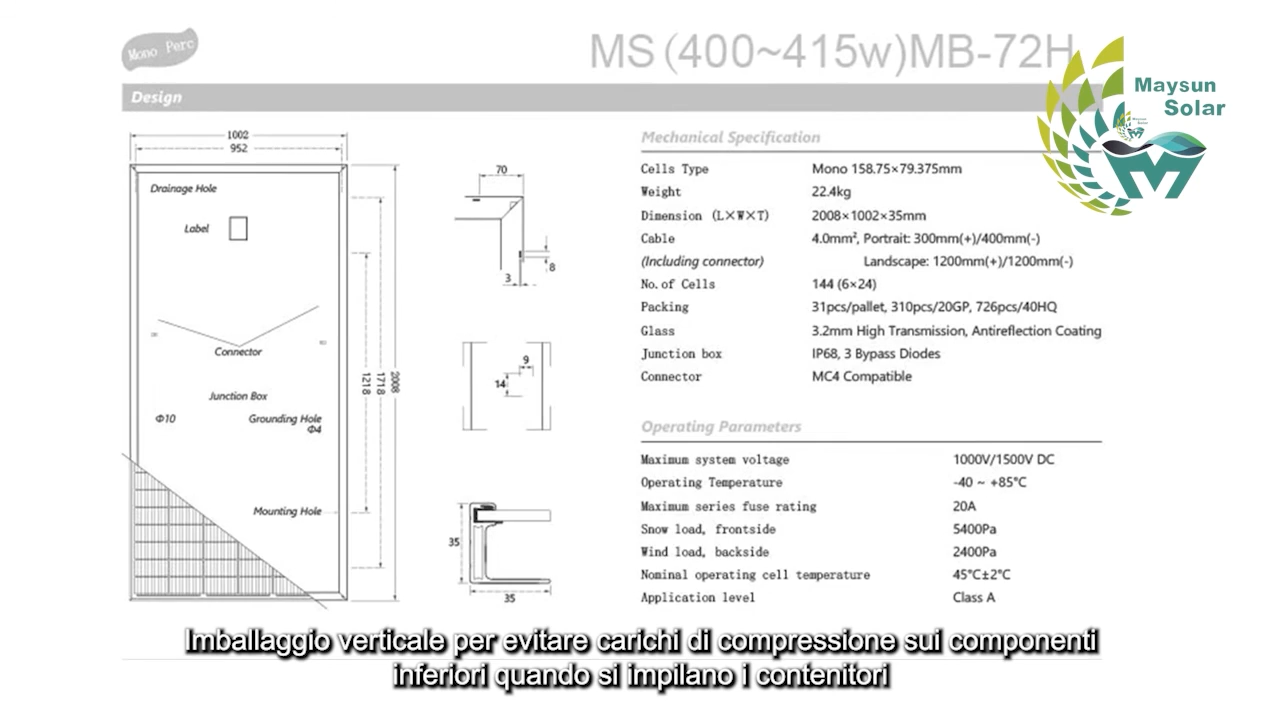 Mono Perc
MS(400~415w)MB-72H
Maysun
Solar
Design
1002
952
Drainage Hole
Label
Connector
Junction Box
Φ10
Grounding Hole
Φ4
Mounting Hole
1218
1718
2008
70
3
8
9
14
35
35
Mechanical Specification
Cells Type Mono 158.75×79.375mm
Weight 22.4kg
Dimension (L×W×T) 2008×1002×35mm
Cable 4.0mm², Portrait: 300mm(+)/400mm(-)
(Including connector) Landscape: 1200mm(+)/1200mm(-)
No. of Cells 144 (6×24)
Packing 31pcs/pallet, 310pcs/20GP, 726pcs/40HQ
Glass 3.2mm High Transmission, Antireflection Coating
Junction box IP68, 3 Bypass Diodes
Connector MC4 Compatible
Operating Parameters
Maximum system voltage 1000V/1500V DC
Operating Temperature -40 ~ +85°C
Maximum series fuse rating 20A
Snow load, frontside 5400Pa
Wind load, backside 2400Pa
Nominal operating cell temperature 45°C±2°C
Application level Class A
Imballaggio verticale per evitare carichi di compressione sui componenti
inferiori quando si impilano i contenitori